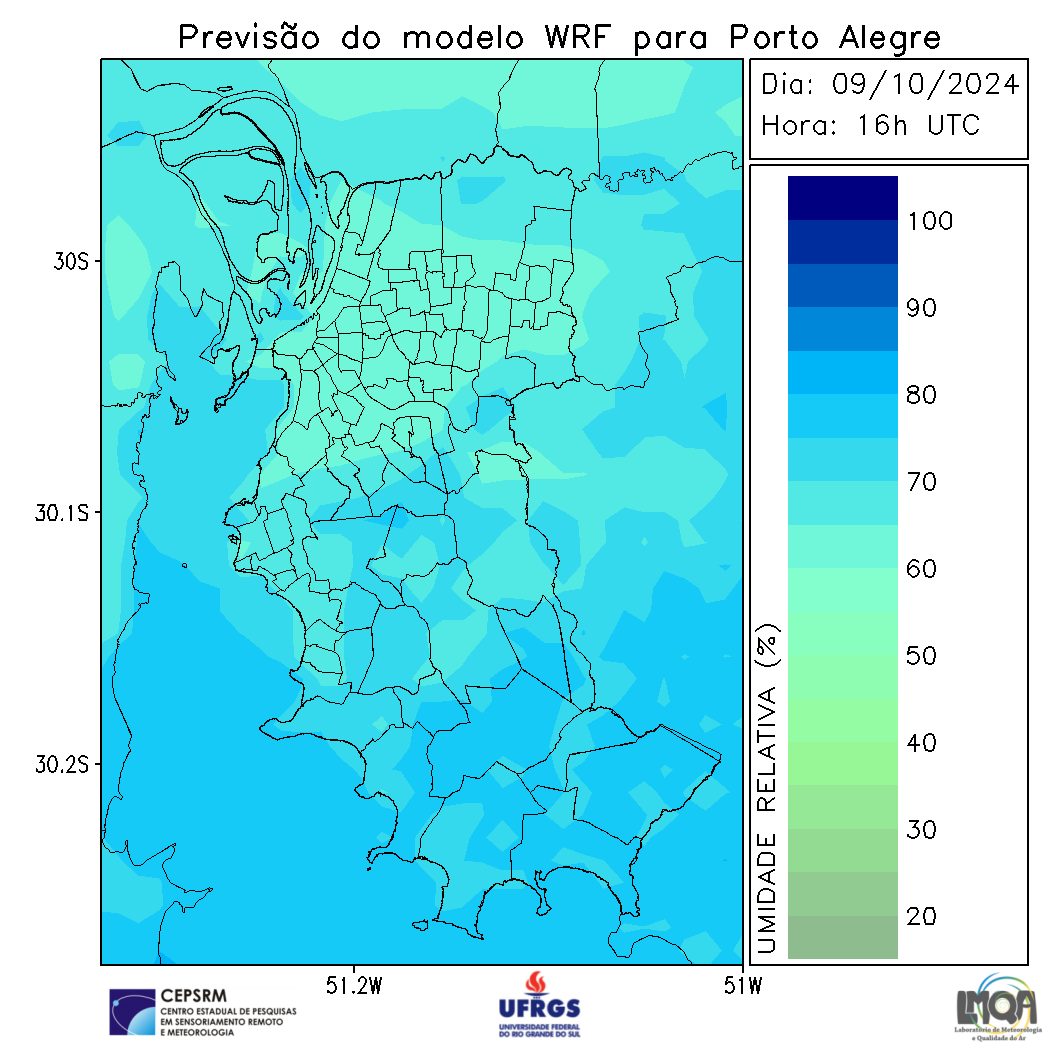 Previsão do modelo WRF para Porto Alegre
Dia: 09/10/2024
Hora: 16h UTC
100
90
80
70
60
50
40
30
20
UMIDADE RELATIVA (%)
30S
30.1S
30.2S
51.2W
51W
CEPSRM
CENTRO ESTADUAL DE PESQUISAS
EM SENSORIAMENTO REMOTO
E METEOROLOGIA
UFRGS
UNIVERSIDADE FEDERAL
DO RIO GRANDE DO SUL
LMQA
Laboratório de Meteorologia
e Qualidade do Ar